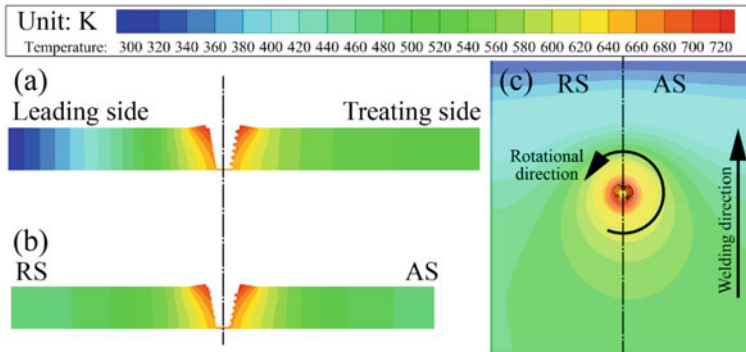 Unit: K
Temperature: 300 320 340 360 380 400 420 440 460 480 520 540 560 580 600 620 640 660 680 700 720
(a)
Leading side Treating side
(b)
RS AS
(c) RS AS
Rotational
direction
Welding direction